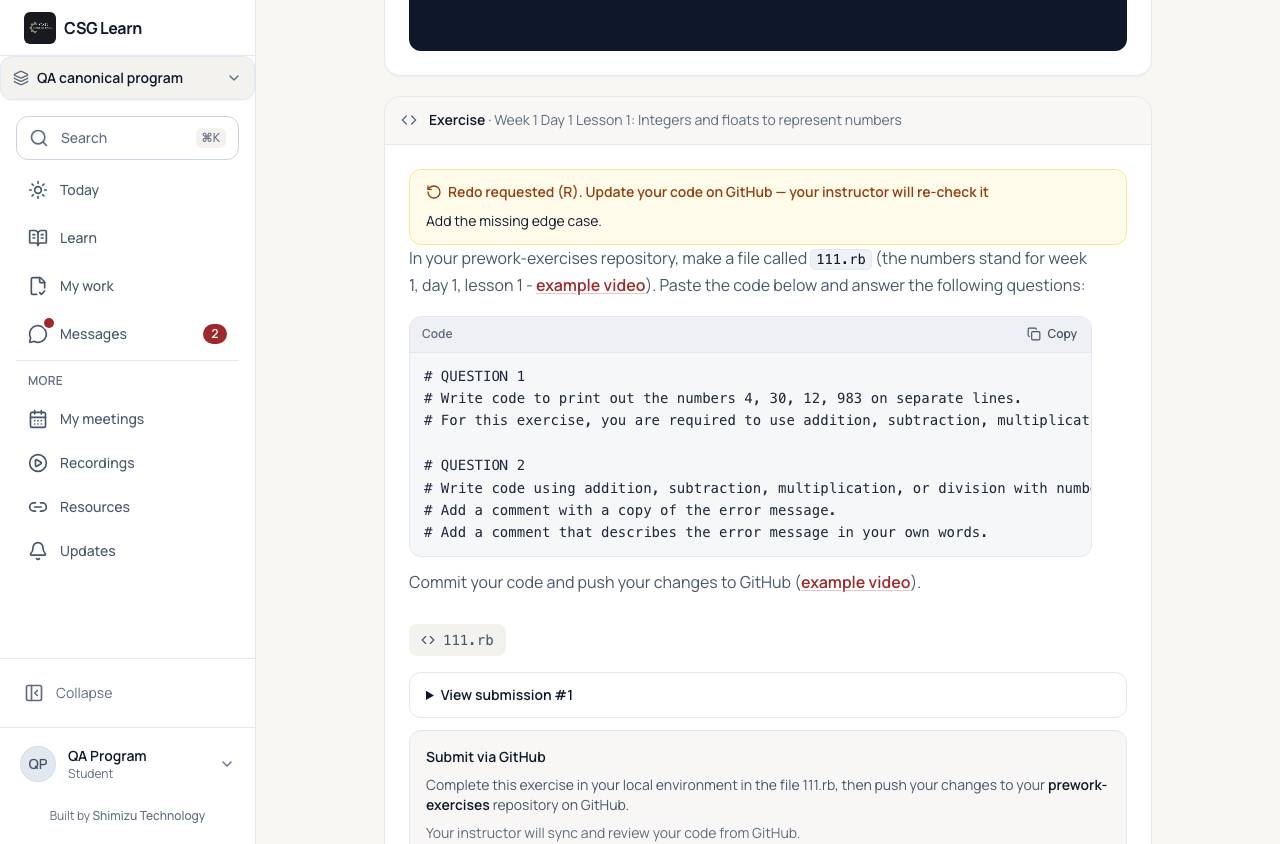 CSG Learn
QA canonical program
Search ⌘K
Today
Learn
My work
Messages 2
MORE
My meetings
Recordings
Resources
Updates
Collapse
QP
QA Program
Student
Built by Shimizu Technology
Exercise · Week 1 Day 1 Lesson 1: Integers and floats to represent numbers
Redo requested (R). Update your code on GitHub — your instructor will re-check it
Add the missing edge case.
In your prework-exercises repository, make a file called 111.rb (the numbers stand for week
1, day 1, lesson 1 - example video). Paste the code below and answer the following questions:
Code Copy
# QUESTION 1
# Write code to print out the numbers 4, 30, 12, 983 on separate lines.
# For this exercise, you are required to use addition, subtraction, multiplicat
# QUESTION 2
# Write code using addition, subtraction, multiplication, or division with numb
# Add a comment with a copy of the error message.
# Add a comment that describes the error message in your own words.
Commit your code and push your changes to GitHub (example video).
<> 111.rb
View submission #1
Submit via GitHub
Complete this exercise in your local environment in the file 111.rb, then push your changes to your prework-
exercises repository on GitHub.
Your instructor will sync and review your code from GitHub.